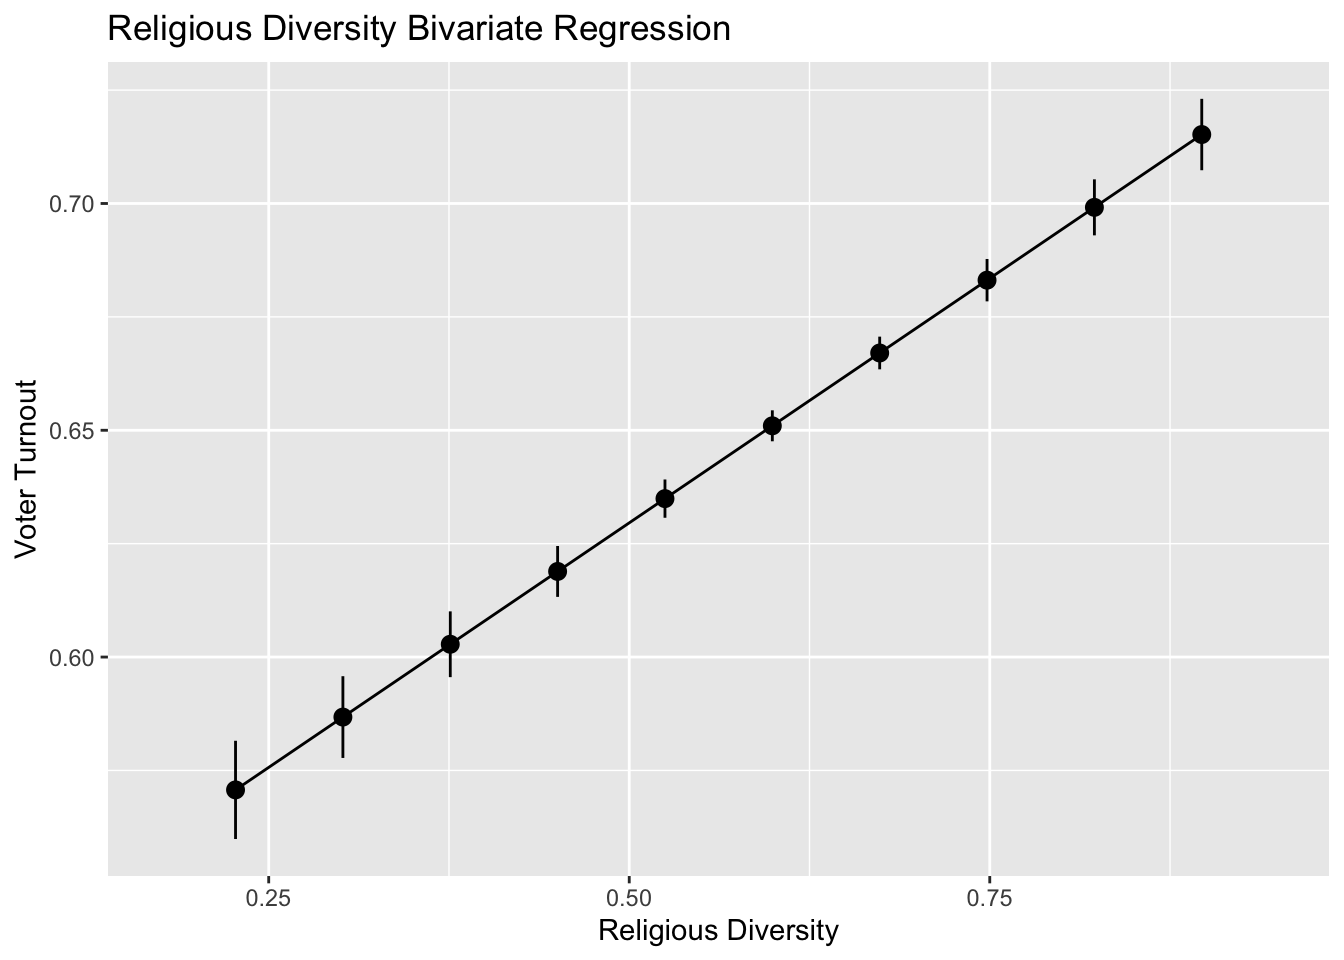 Religious Diversity Bivariate Regression
Voter Turnout
0.70
0.65
0.60
0.25 0.50 0.75
Religious Diversity